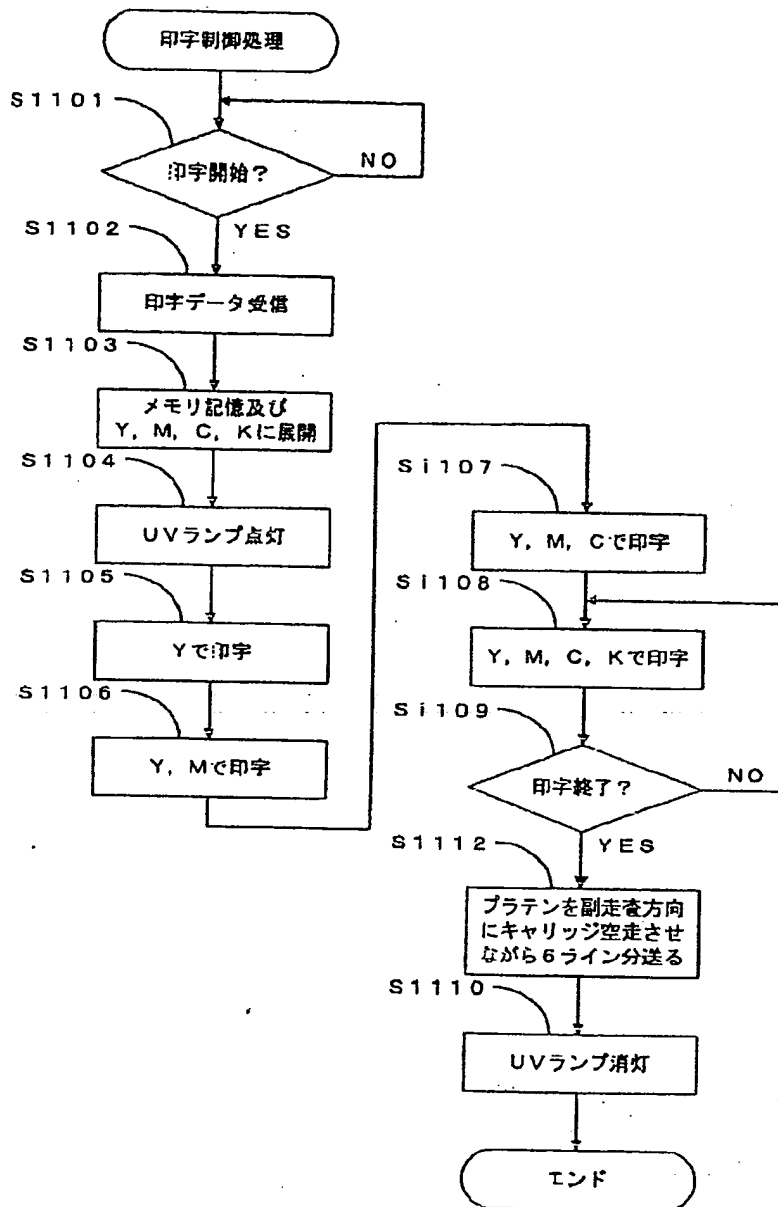 印字制御処理
S1101
印字開始?
NO
S1102
YES
印字データ受信
S1103
メモリ記憶及び
Y, M, C, Kに展開
S1104
UVランプ点灯
S1105
Yで印字
S1106
Y, Mで印字
Si107
Y, M, Cで印字
Si108
Y, M, C, Kで印字
Si109
印字終了?
NO
S1112
YES
プラテンを副走査方向
にキャリッジ空走させ
ながら6ライン分送る
S1110
UVランプ消灯
エンド